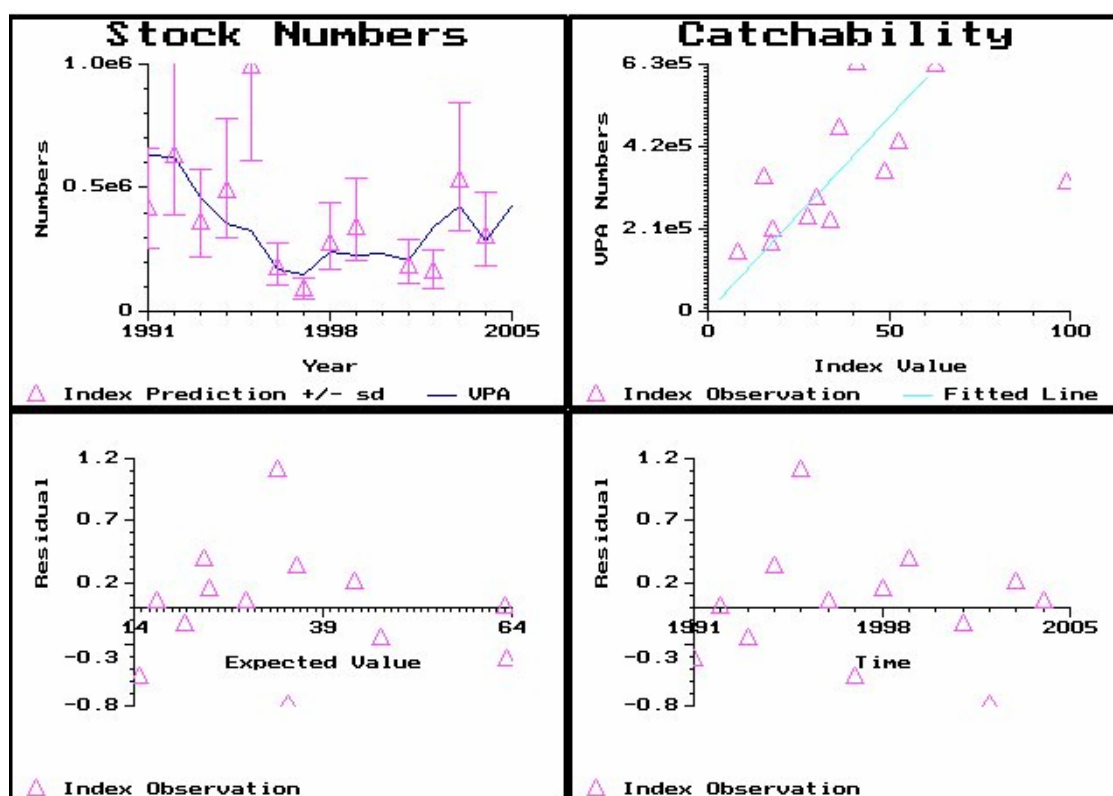 Stock Numbers
1.0e6
0.5e6
0
Numbers
1991 1998 2005
Year
Index Prediction +/- sd VPA
Catchability
6.3e5
4.2e5
2.1e5
0
VPA Numbers
0 50 100
Index Value
Index Observation Fitted Line
1.2
0.7
0.2
-0.3
-0.8
Residual
14 39 64
Expected Value
Index Observation
1.2
0.7
0.2
-0.3
-0.8
Residual
1991 1998 2005
Time
Index Observation